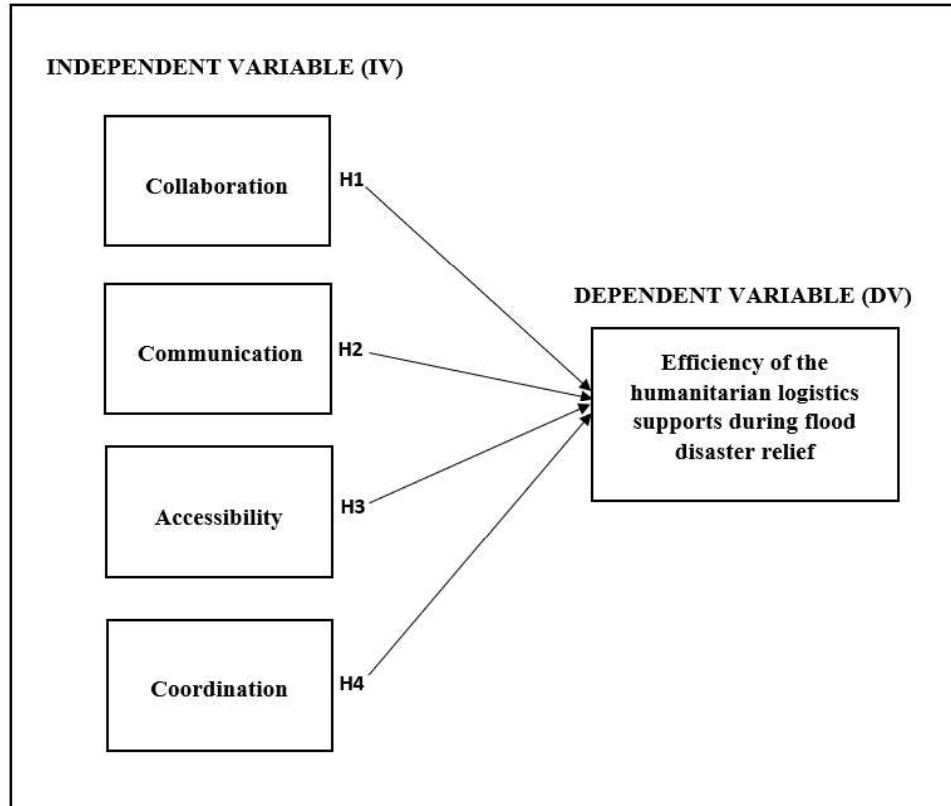 INDEPENDENT VARIABLE (IV)
Collaboration
H1
Communication
H2
Accessibility
H3
Coordination
H4
DEPENDENT VARIABLE (DV)
Efficiency of the
humanitarian logistics
supports during flood
disaster relief